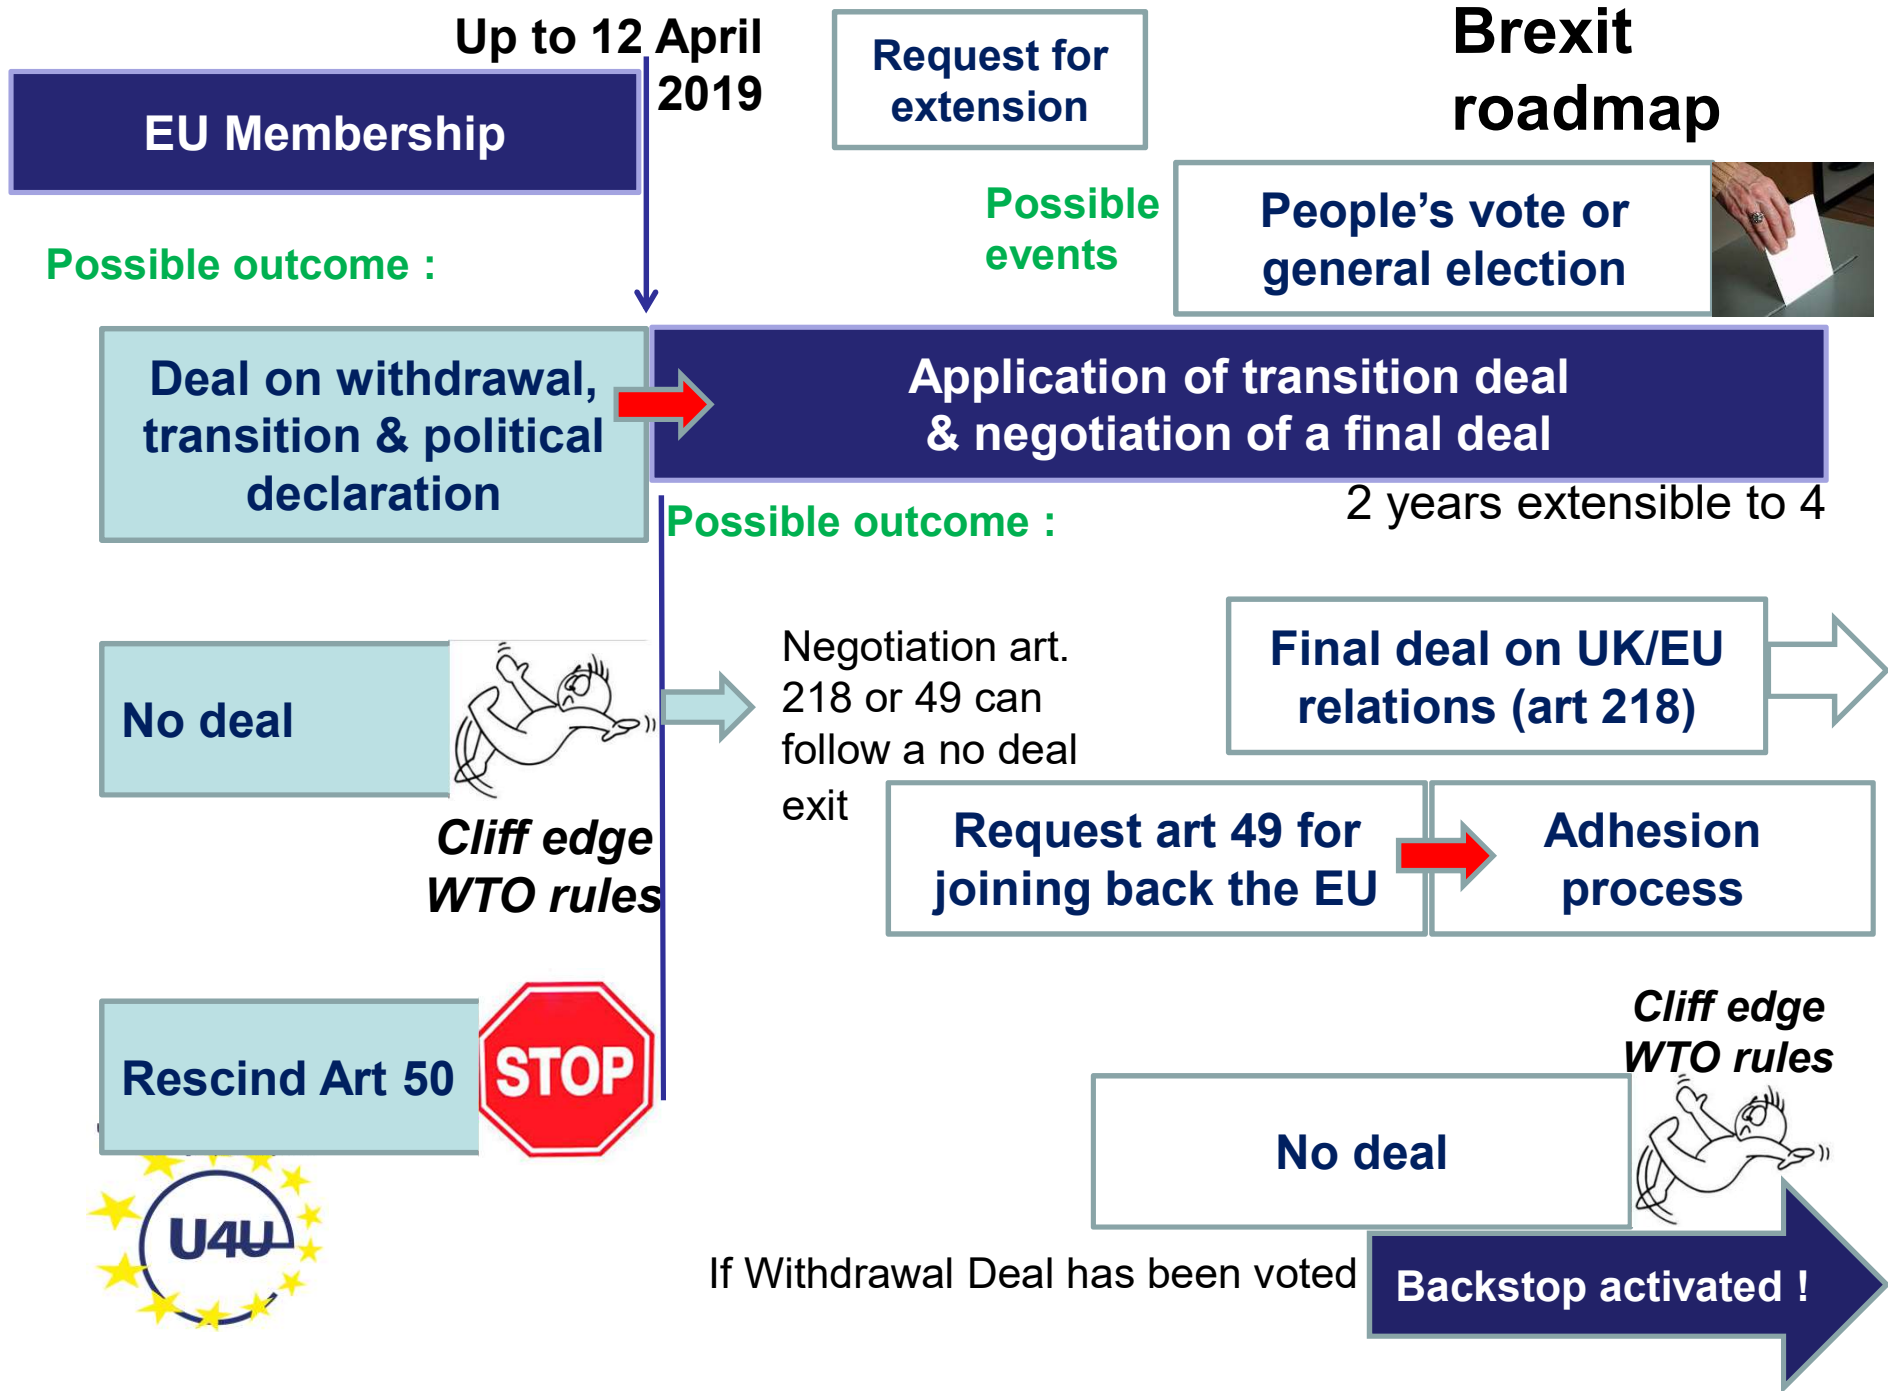 Up to 12 April
2019
Request for
extension
Brexit
roadmap
EU Membership
Possible
events
People’s vote or
general election
Possible outcome :
Deal on withdrawal,
transition & political
declaration
Application of transition deal
& negotiation of a final deal
2 years extensible to 4
Possible outcome :
No deal
Cliff edge
WTO rules
Negotiation art.
218 or 49 can
follow a no deal
exit
Final deal on UK/EU
relations (art 218)
Request art 49 for
joining back the EU
Adhesion
process
Rescind Art 50
STOP
Cliff edge
WTO rules
No deal
U4U
If Withdrawal Deal has been voted
Backstop activated !